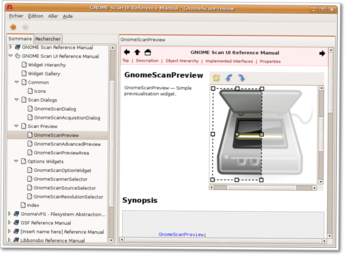 GNOME Scan UI Reference Manual : GnomeScanPreview
Fichier Édition Aller Aide
Sommaire Rechercher
GNOME Scan Reference Manual
GNOME Scan UI Reference Manual
Widget Hierarchy
Widget Gallery
Common
Icons
Scan Dialogs
GnomeScanDialog
GnomeScanAcquisitionDialog
Scan Preview
GnomeScanPreview
GnomeScanAdvancedPreview
GnomeScanPreviewArea
Options Widgets
GnomeScanOptionWidget
GnomeScannerSelector
GnomeScanSourceSelector
GnomeScanResolutionSelector
Index
GnomeVFS - Filesystem Abstraction...
GSF Reference Manual
[Insert name here] Reference Manual
Libbonobo Reference Manual
GnomeScanPreview
GNOME Scan UI Reference Manual
Top | Description | Object Hierarchy | Implemented Interfaces | Properties
GnomeScanPreview
GnomeScanPreview — Simple
previsualisation widget.
Synopsis
GnomeScanPreview;